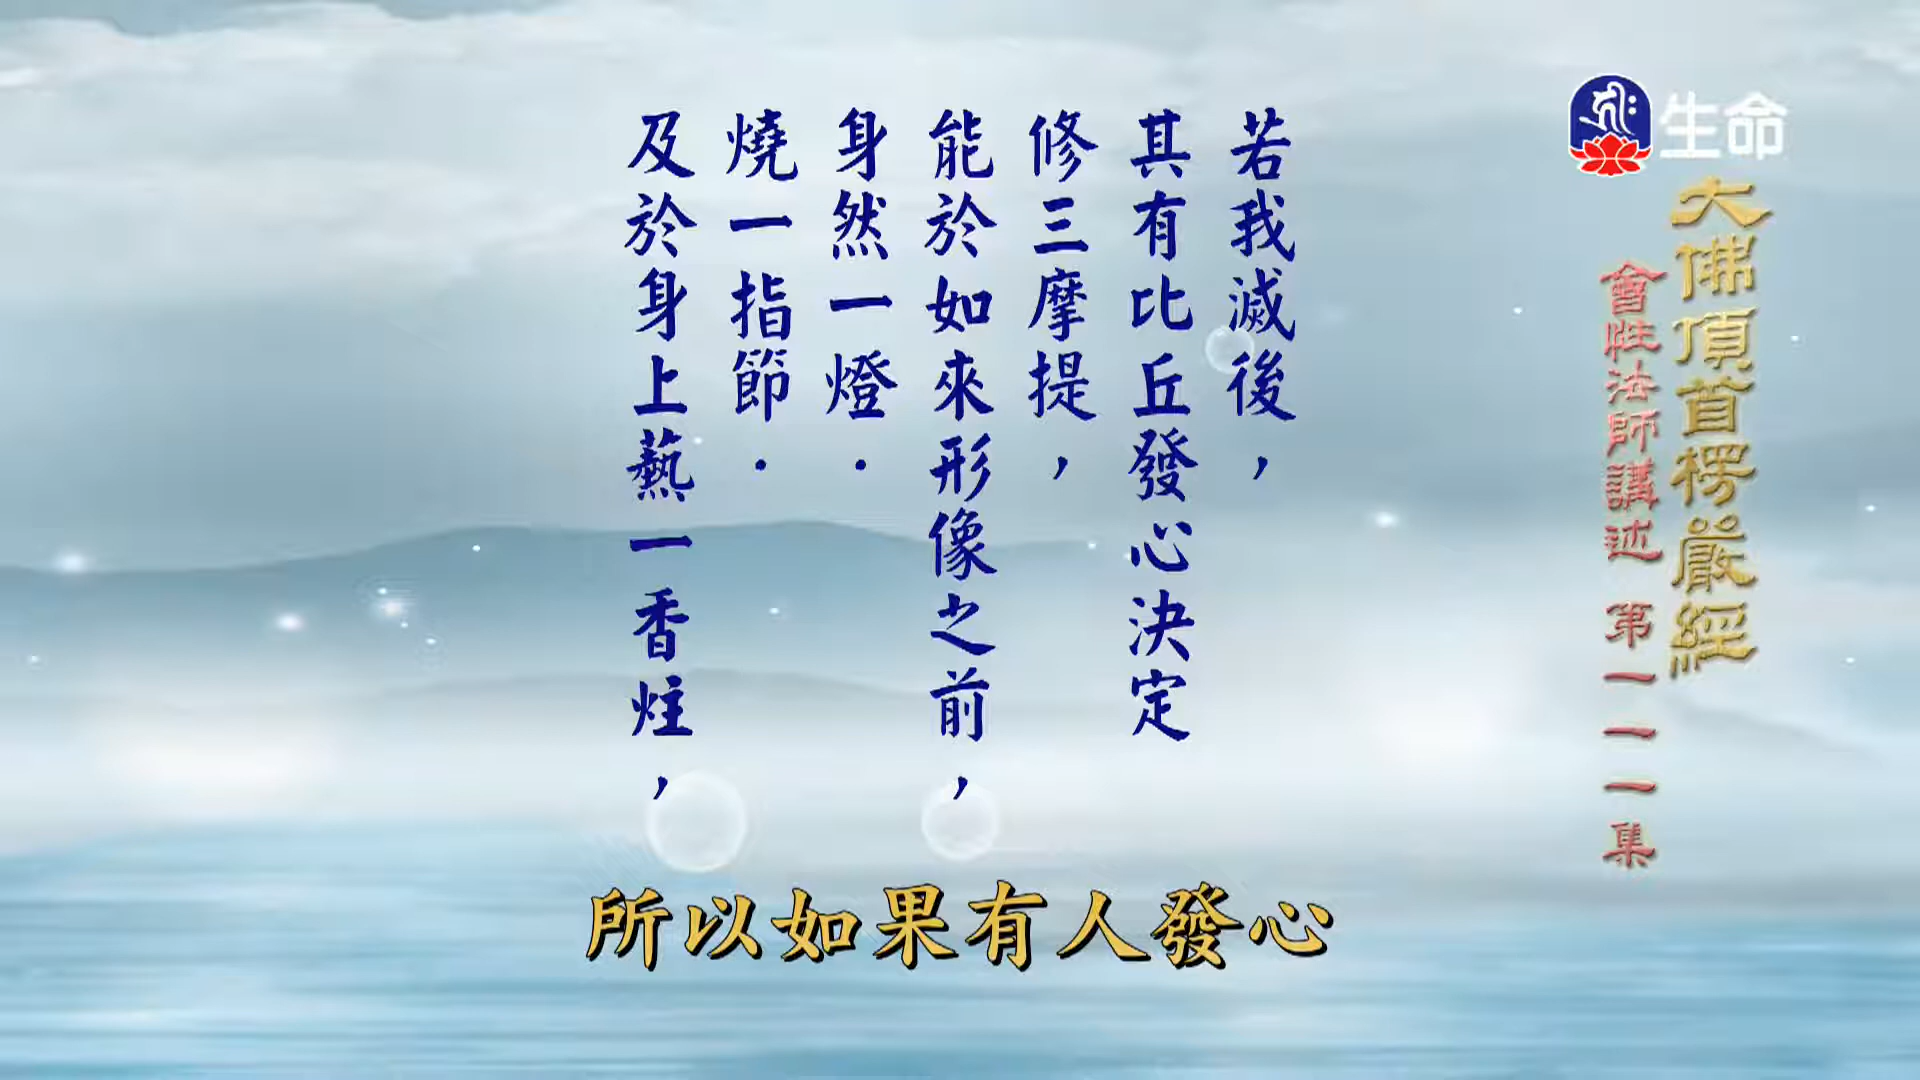 若我滅後，
其有比丘發心決定
修三摩提，
能於如來形像之前，
身然一燈．
燒一指節．
及於身上爇一香炷，
所以如果有人發心
生命
大佛頂首楞嚴經
會性法師講述 第一一一集